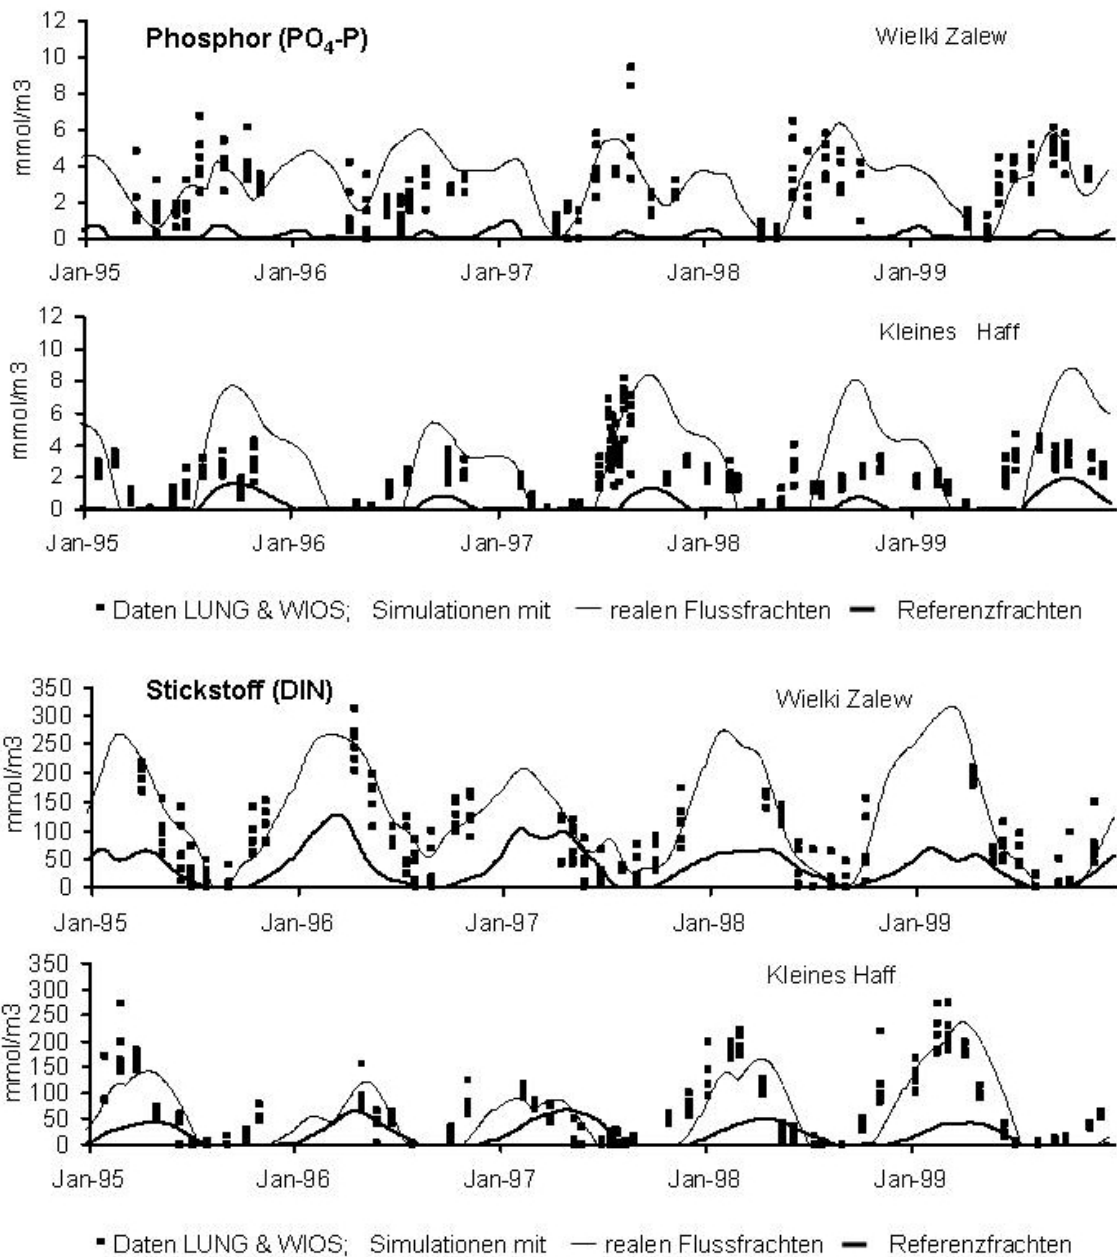 Phosphor (PO4-P)
Wielki Zalew
mmol/m3
12
10
8
6
4
2
0
Jan-95 Jan-96 Jan-97 Jan-98 Jan-99
Kleines Haff
mmol/m3
12
10
8
6
4
2
0
Jan-95 Jan-96 Jan-97 Jan-98 Jan-99
Daten LUNG & WIOS; Simulationen mit — realen Flussfrachten — Referenzfrachten
Stickstoff (DIN)
Wielki Zalew
mmol/m3
350
300
250
200
150
100
50
0
Jan-95 Jan-96 Jan-97 Jan-98 Jan-99
Kleines Haff
mmol/m3
350
300
250
200
150
100
50
0
Jan-95 Jan-96 Jan-97 Jan-98 Jan-99
Daten LUNG & WIOS; Simulationen mit — realen Flussfrachten — Referenzfrachten